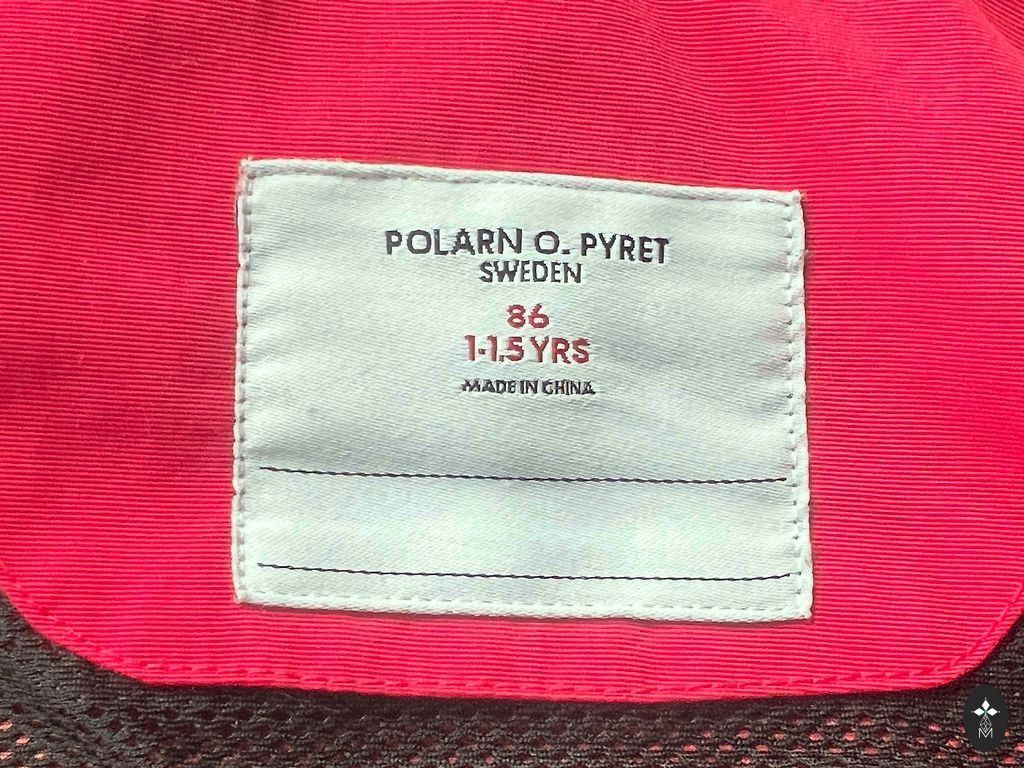 POLARN O. PYRET
SWEDEN
86
1-1.5 YRS
MADE IN CHINA
M